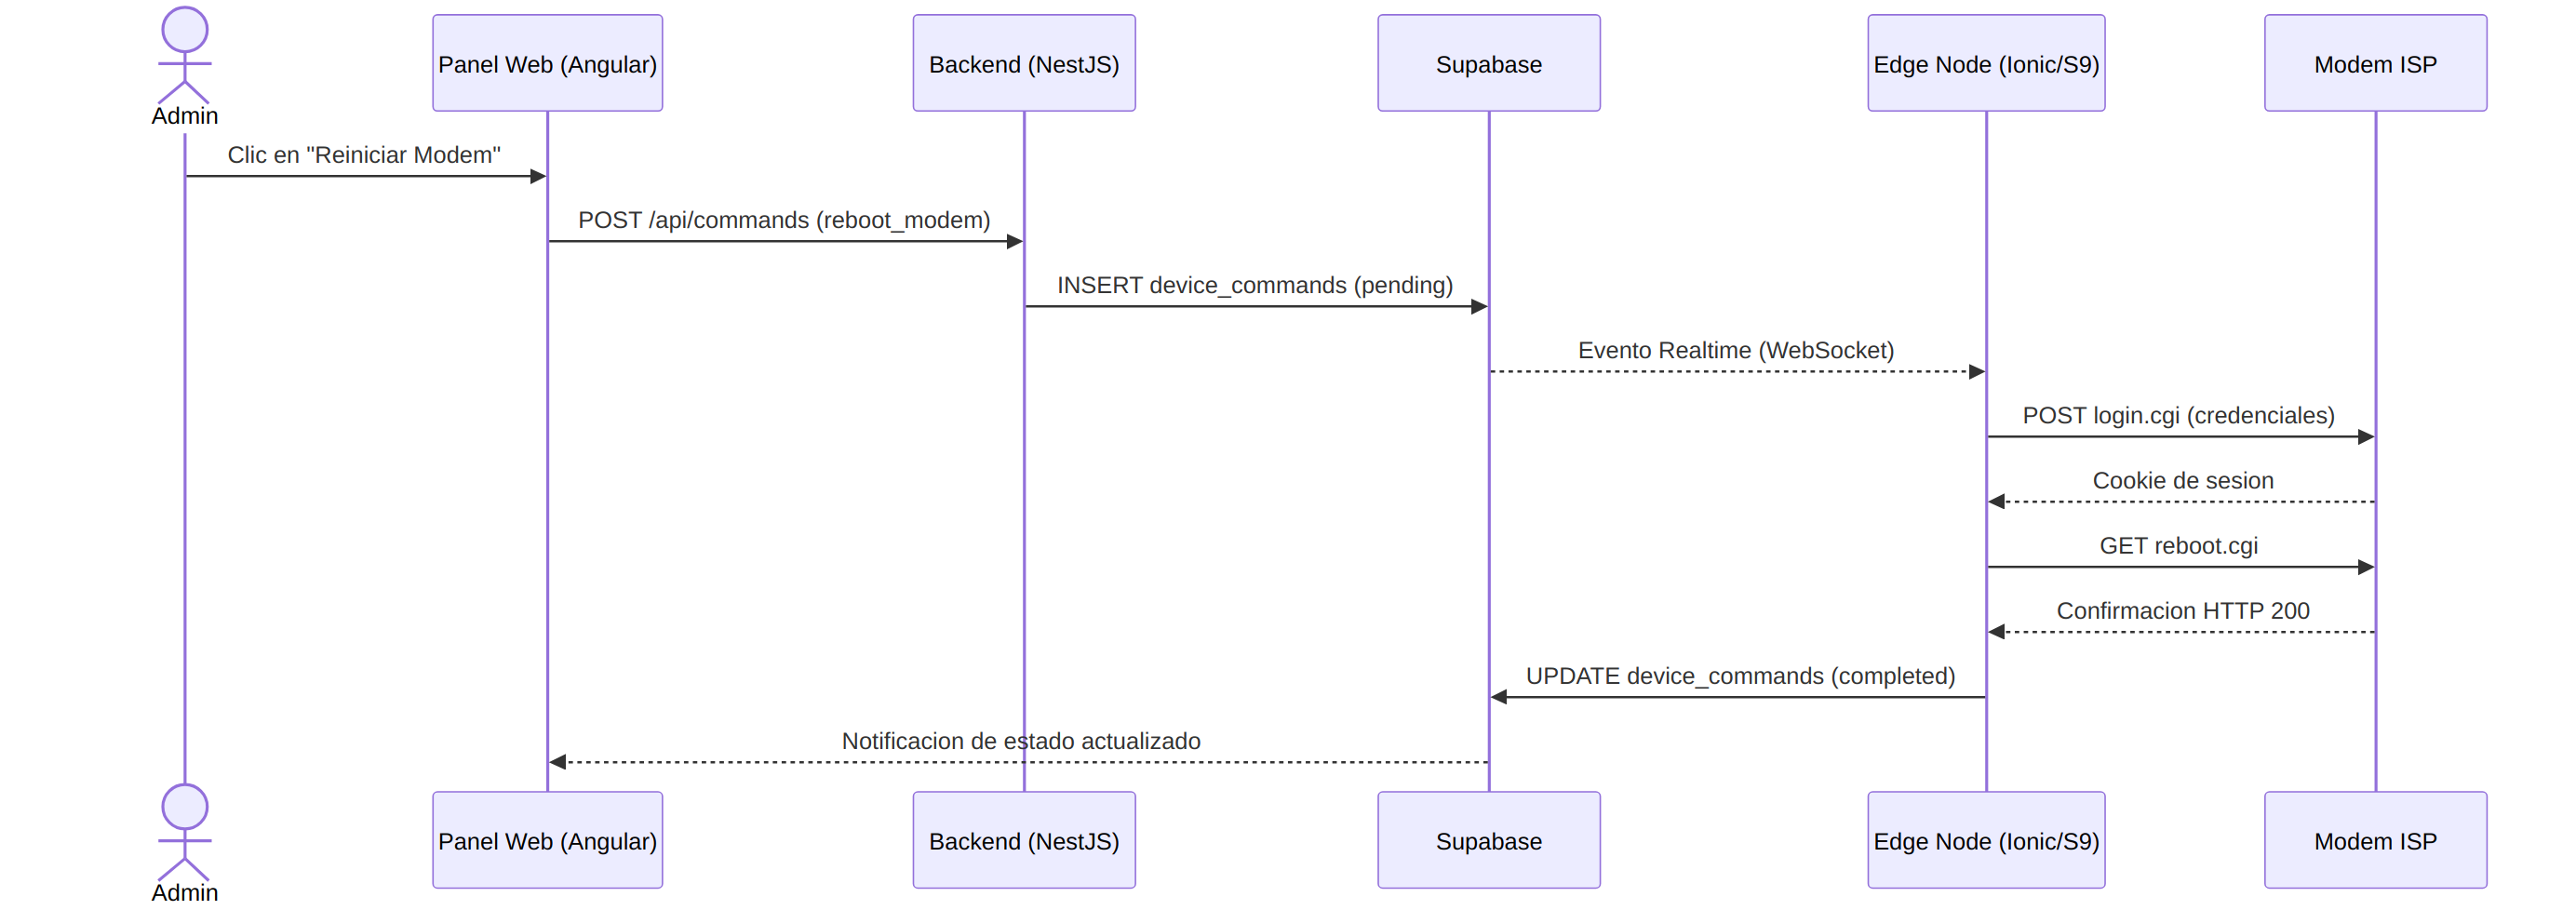 Admin
Panel Web (Angular)
Backend (NestJS)
Supabase
Edge Node (Ionic/S9)
Modem ISP
Clic en "Reiniciar Modem"
POST /api/commands (reboot_modem)
INSERT device_commands (pending)
Evento Realtime (WebSocket)
POST login.cgi (credenciales)
Cookie de sesion
GET reboot.cgi
Confirmacion HTTP 200
UPDATE device_commands (completed)
Notificacion de estado actualizado
Admin
Panel Web (Angular)
Backend (NestJS)
Supabase
Edge Node (Ionic/S9)
Modem ISP